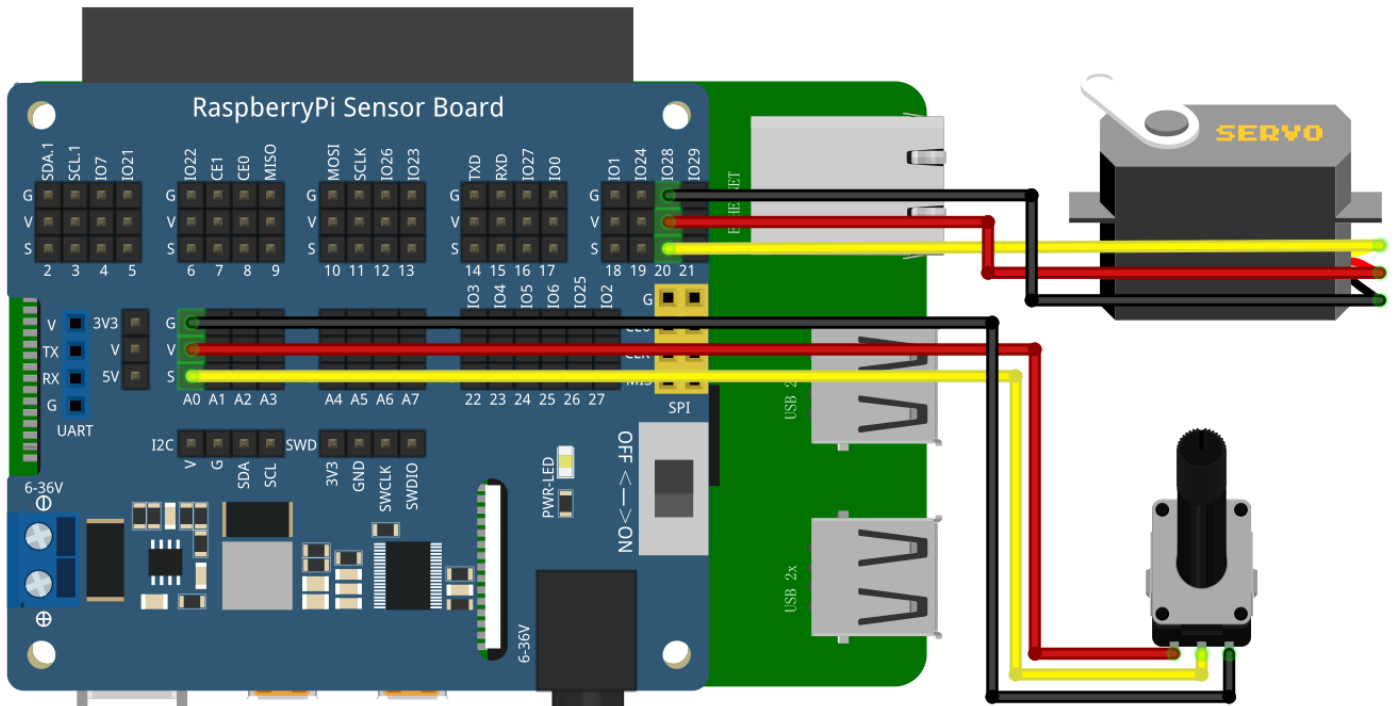 RaspberryPi Sensor Board
SERVO
SDA.1 SCL.1 IO7 IO21 IO22 CE1 CE0 MISO MOSI SCLK IO26 IO23 TXD RXD IO27 IO0 IO1 IO24 IO28 IO29
G G G G G
V V V V V
S S S S S
2 3 4 5 6 7 8 9 10 11 12 13 14 15 16 17 18 19 20 21
IO3 IO4 IO5 IO6 IO25 IO2
G
V 3V3 G
TX V V
RX 5V S
G
A0 A1 A2 A3 A4 A5 A6 A7 22 23 24 25 26 27
SPI
UART
I2C SWD
V G SDA SCL 3V3 GND SWCLK SWDIO
PWR-LED
OFF>—>ON
6-36V
USB 2x
6-36V